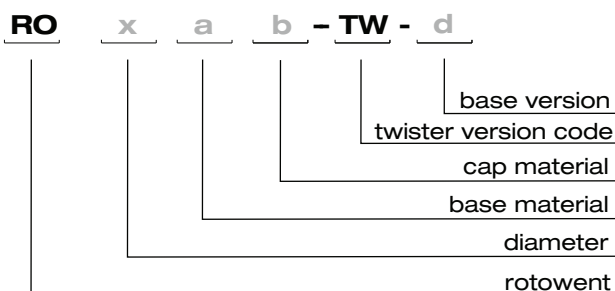 RO x a b – TW - d
base version
twister version code
cap material
base material
diameter
rotowent